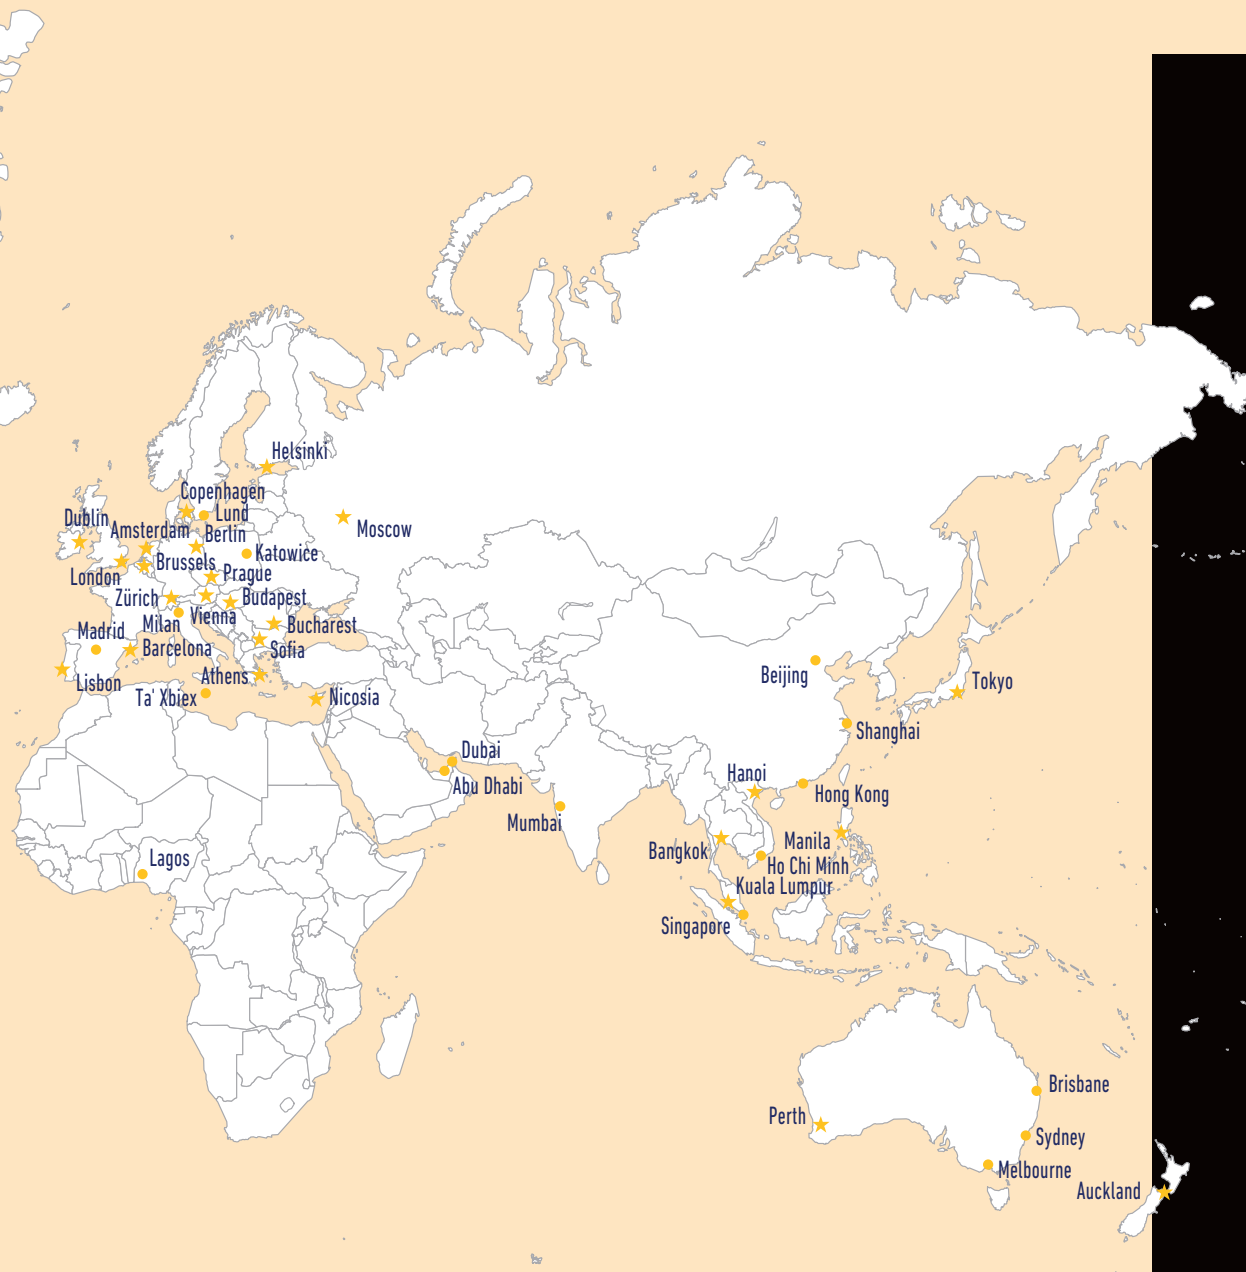 Helsinki
Copenhagen
Lund
Dublin
Amsterdam
Berlin
Moscow
Katowice
Brussels
London
Prague
Zürich
Budapest
Vienna
Milan
Bucharest
Madrid
Barcelona
Sofia
Athens
Lisbon
Ta' Xbiex
Nicosia
Beijing
Tokyo
Shanghai
Dubai
Abu Dhabi
Hanoi
Hong Kong
Mumbai
Manila
Bangkok
Lagos
Ho Chi Minh
Kuala Lumpur
Singapore
Brisbane
Perth
Sydney
Melbourne
Auckland